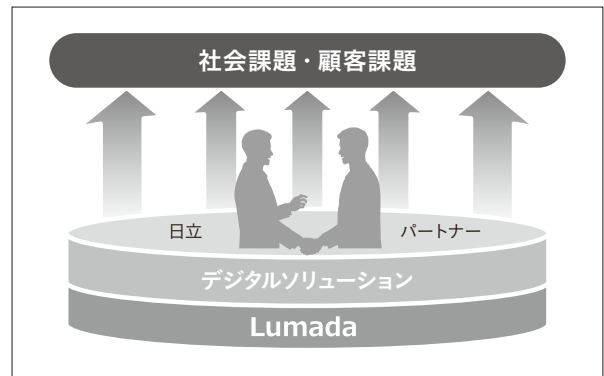 社会課題・顧客課題
日立
パートナー
デジタルソリューション
Lumada